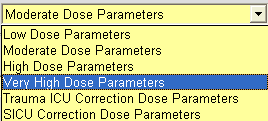 Moderate Dose Parameters
Low Dose Parameters
Moderate Dose Parameters
High Dose Parameters
Very High Dose Parameters
Trauma ICU Correction Dose Parameters
SICU Correction Dose Parameters